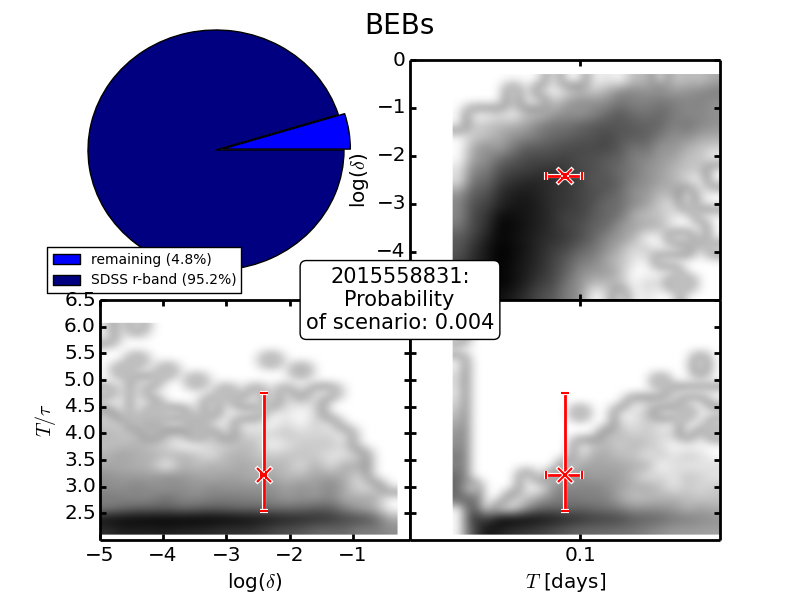 BEBs
0
−1
−2
−3
−4
log(δ)
remaining (4.8%)
SDSS r-band (95.2%)
2015558831:
Probability
of scenario: 0.004
6.5
6.0
5.5
5.0
4.5
4.0
3.5
3.0
2.5
T/τ
−5 −4 −3 −2 −1
log(δ)
0.1
T [days]